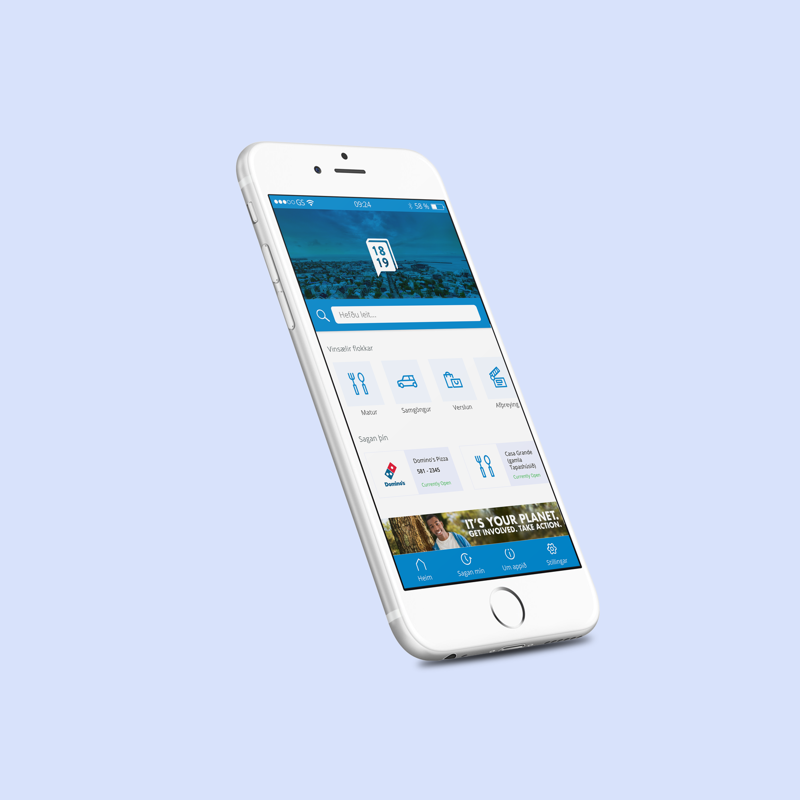 GS 09:24 58 %
18
19
Hefðu leit...
Vinsælir flokkar
Matur Samgöngur Verslun Afþreying
Sagan þín
Domino's Pizza
581 - 2345
Currently Open
Domino's
Casa Grande
(gamla
Tapashúsið)
Currently Open
IT'S YOUR PLANET.
GET INVOLVED. TAKE ACTION.
Heim Sagan mín Um appið Stillingar